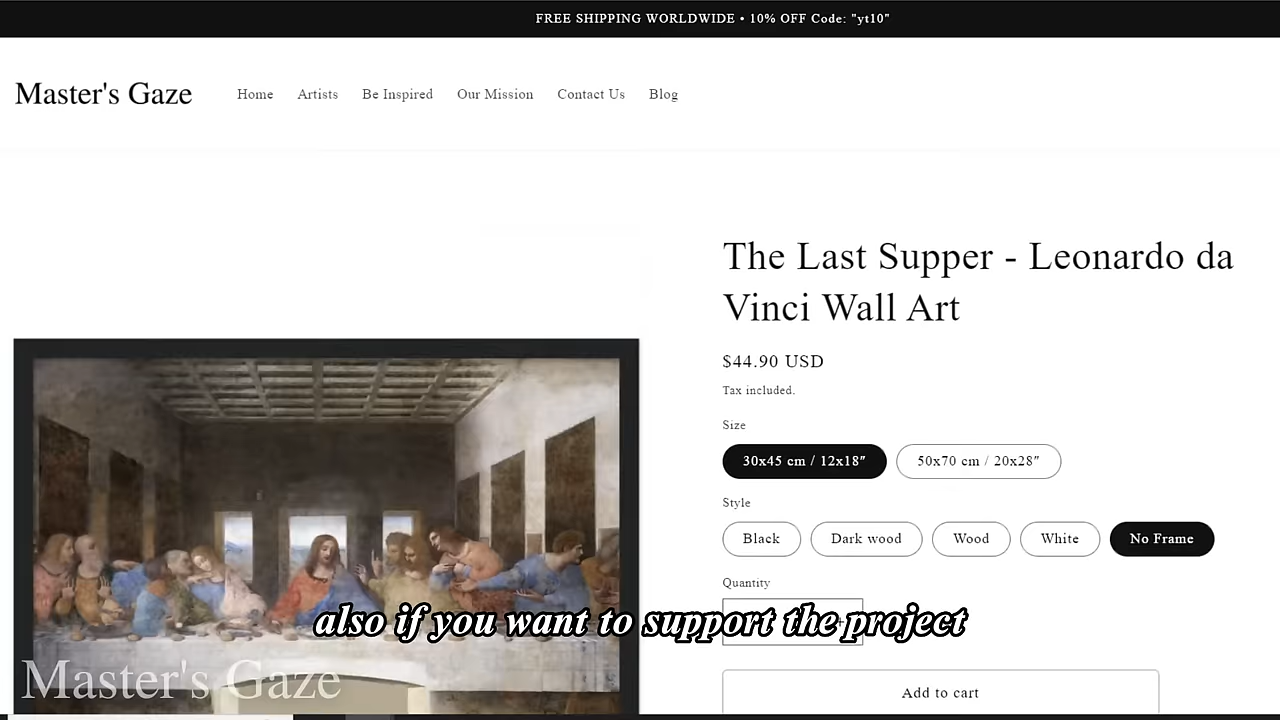 FREE SHIPPING WORLDWIDE • 10% OFF Code: "yt10"
Master's Gaze
Home Artists Be Inspired Our Mission Contact Us Blog
The Last Supper - Leonardo da
Vinci Wall Art
$44.90 USD
Tax included.
Size
30x45 cm / 12x18″ 50x70 cm / 20x28″
Style
Black Dark wood Wood White No Frame
Quantity
also if you want to support the project
Master's Gaze
Add to cart